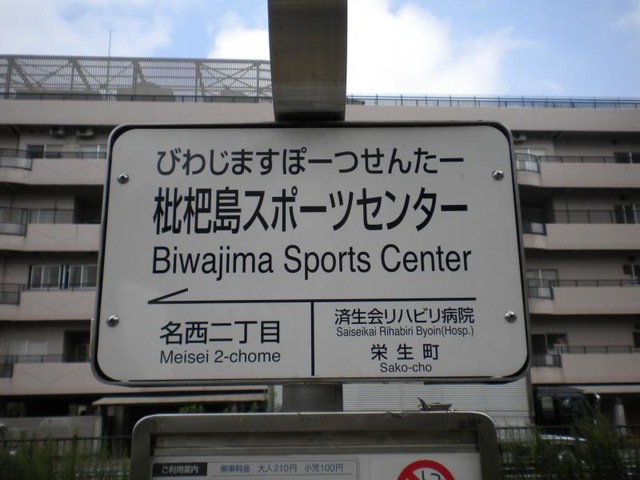 びわじますぽーつせんたー
枇杷島スポーツセンター
Biwajima Sports Center
名西二丁目
Meisei 2-chome
済生会リハビリ病院
Saiseikai Rihabiri Byoin(Hosp.)
栄生町
Sako-cho
ご利用案内 乗車料金 大人210円 小児100円